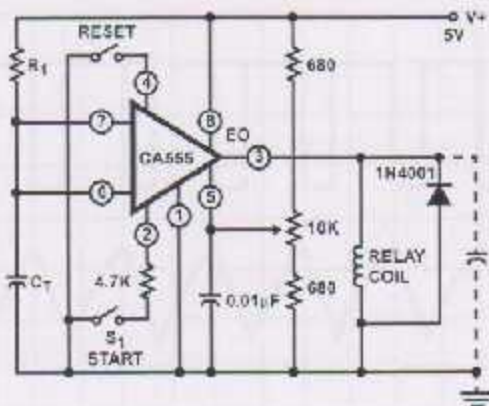 V+
5V
RESET
R1
680
4
7
8
EO
CA555
3
1N4001
6
1
5
10K
2
RELAY
COIL
CT
4.7K
0.01µF
680
S1
START